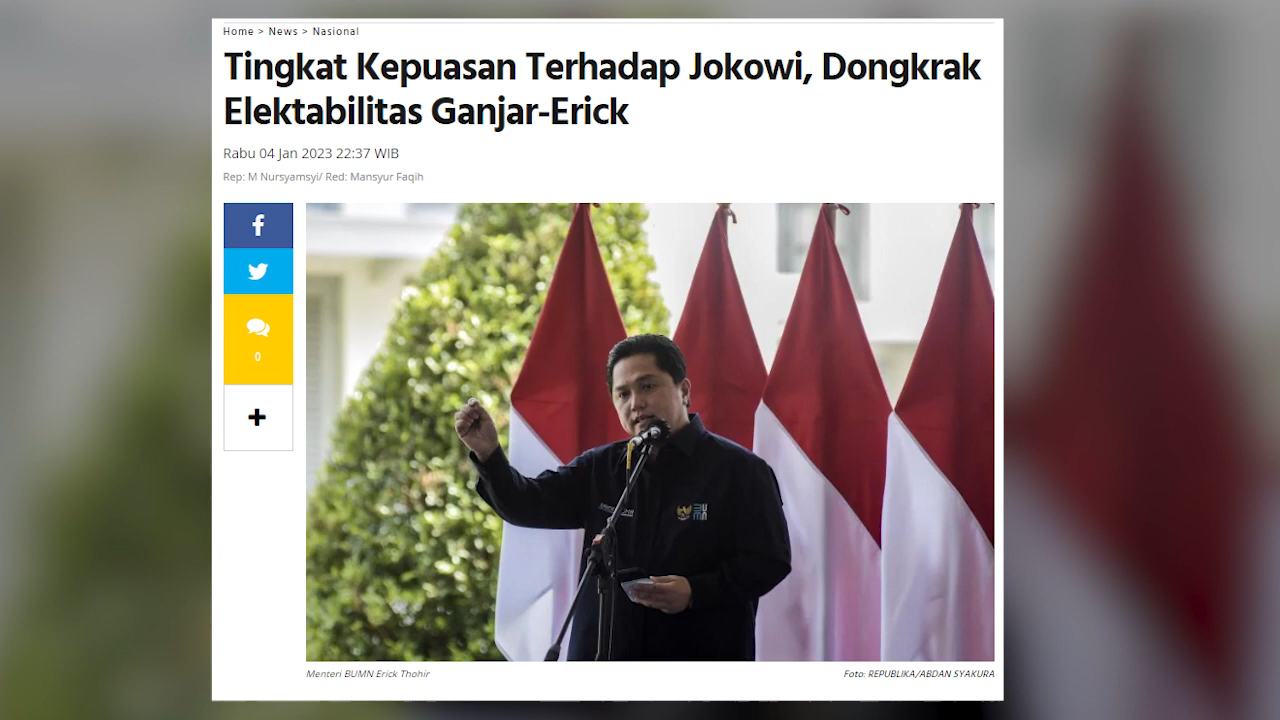 Home > News > Nasional
Tingkat Kepuasan Terhadap Jokowi, Dongkrak
Elektabilitas Ganjar-Erick
Rabu 04 Jan 2023 22:37 WIB
Rep: M Nursyamsyi/ Red: Mansyur Faqih
0
Menteri BUMN Erick Thohir
Foto: REPUBLIKA/ABDAN SYAKURA